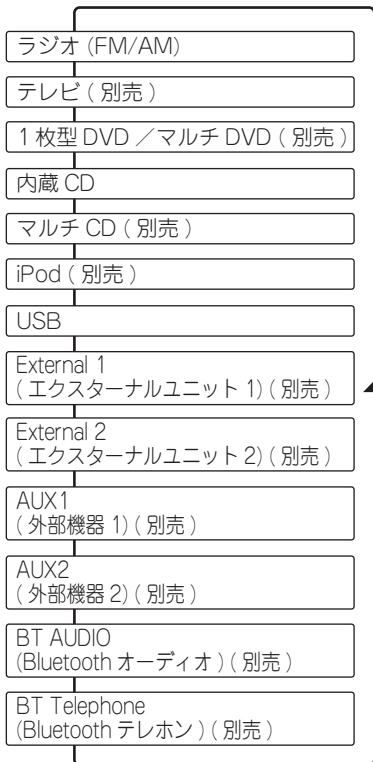 ラジオ (FM/AM)
テレビ ( 別売 )
1 枚型 DVD ／マルチ DVD ( 別売 )
内蔵 CD
マルチ CD ( 別売 )
iPod ( 別売 )
USB
External 1
( エクスターナルユニット 1) ( 別売 )
External 2
( エクスターナルユニット 2) ( 別売 )
AUX1
( 外部機器 1) ( 別売 )
AUX2
( 外部機器 2) ( 別売 )
BT AUDIO
(Bluetooth オーディオ ) ( 別売 )
BT Telephone
(Bluetooth テレホン ) ( 別売 )